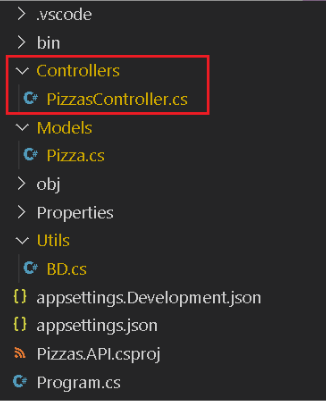 .vscode
bin
Controllers
C# PizzasController.cs
Models
C# Pizza.cs
obj
Properties
Utils
C# BD.cs
{} appsettings.Development.json
{} appsettings.json
Pizzas.API.csproj
C# Program.cs